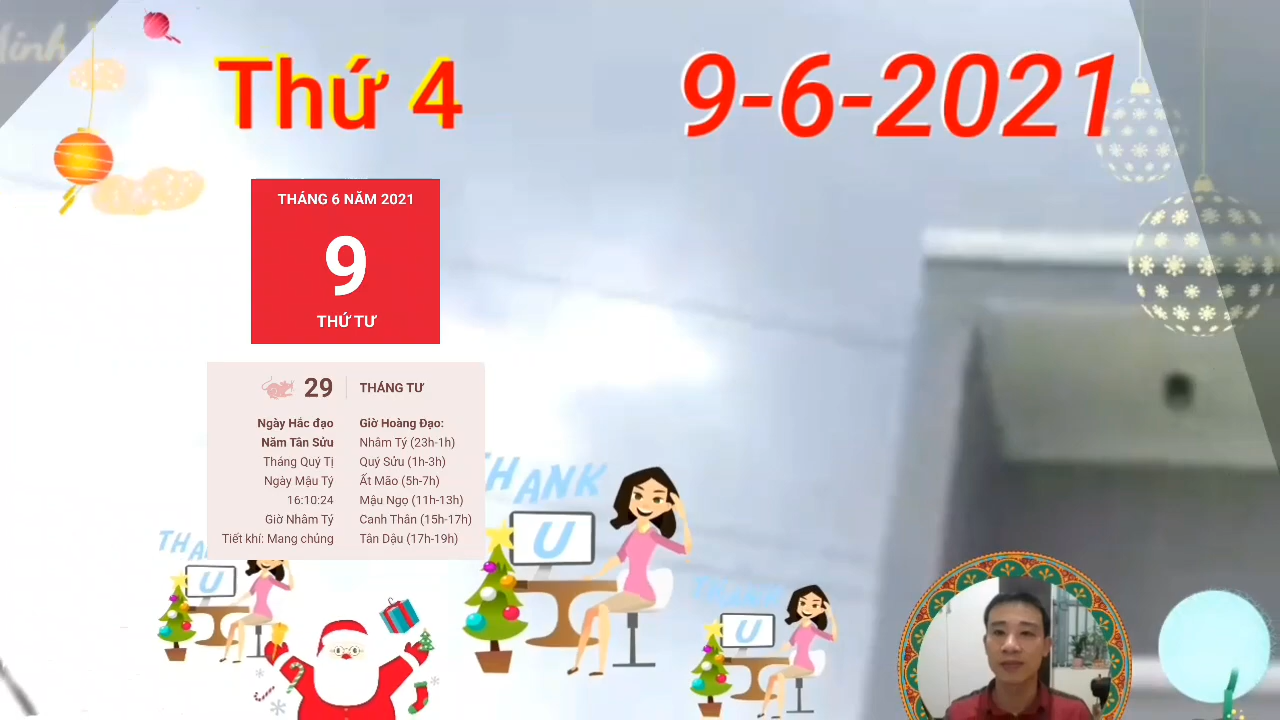 Minh
Thứ 4
9-6-2021
THÁNG 6 NĂM 2021
9
THỨ TƯ
29
THÁNG TƯ
Ngày Hắc đạo
Năm Tân Sửu
Tháng Quý Tị
Ngày Mậu Tý
16:10:24
Giờ Nhâm Tý
Tiết khí: Mang chủng
Giờ Hoàng Đạo:
Nhâm Tý (23h-1h)
Quý Sửu (1h-3h)
Ất Mão (5h-7h)
Mậu Ngọ (11h-13h)
Canh Thân (15h-17h)
Tân Dậu (17h-19h)
THANK
U
THA
U
THANK
U